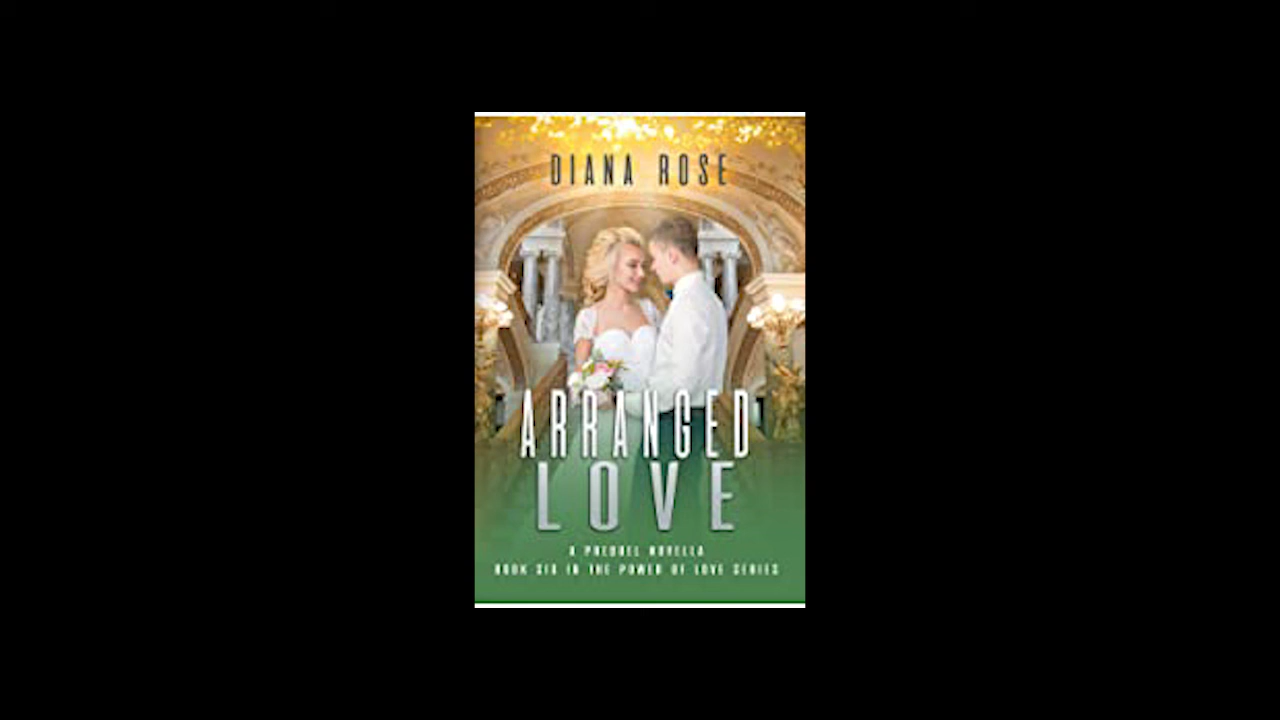 DIANA ROSE
ARRANGED
LOVE
A PREQUEL NOVELLA
BOOK SIX IN THE POWER OF LOVE SERIES